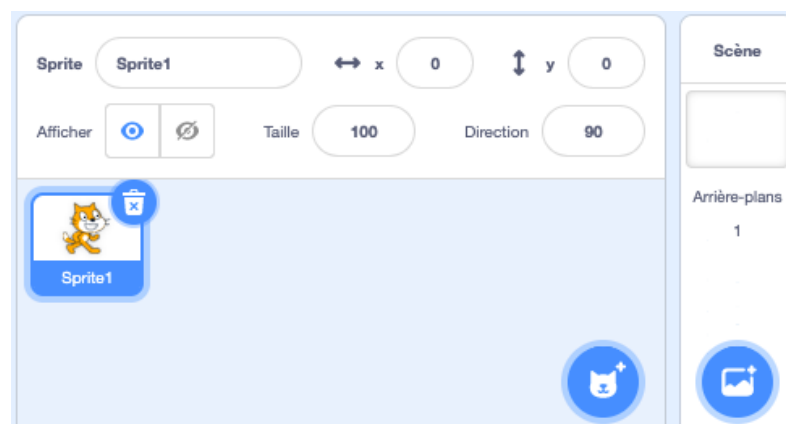 Sprite Sprite1 x 0 y 0
Afficher Taille 100 Direction 90
Sprite1
Scène
Arrière-plans
1